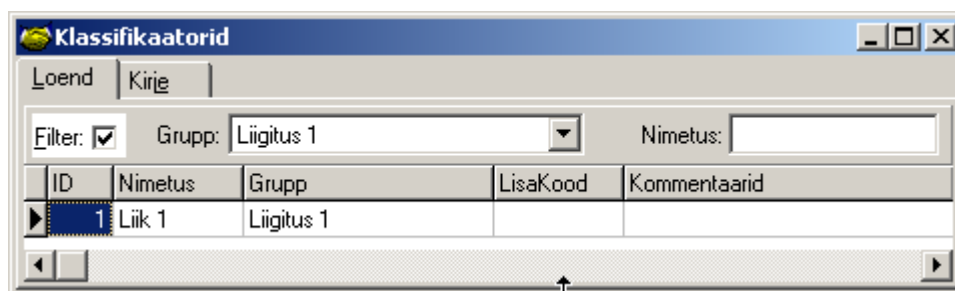 Klassifikaatorid
Loend Kirje
Filter: Grupp: Liigitus 1 Nimetus:
ID Nimetus Grupp LisaKood Kommentaarid
1 Liik 1 Liigitus 1